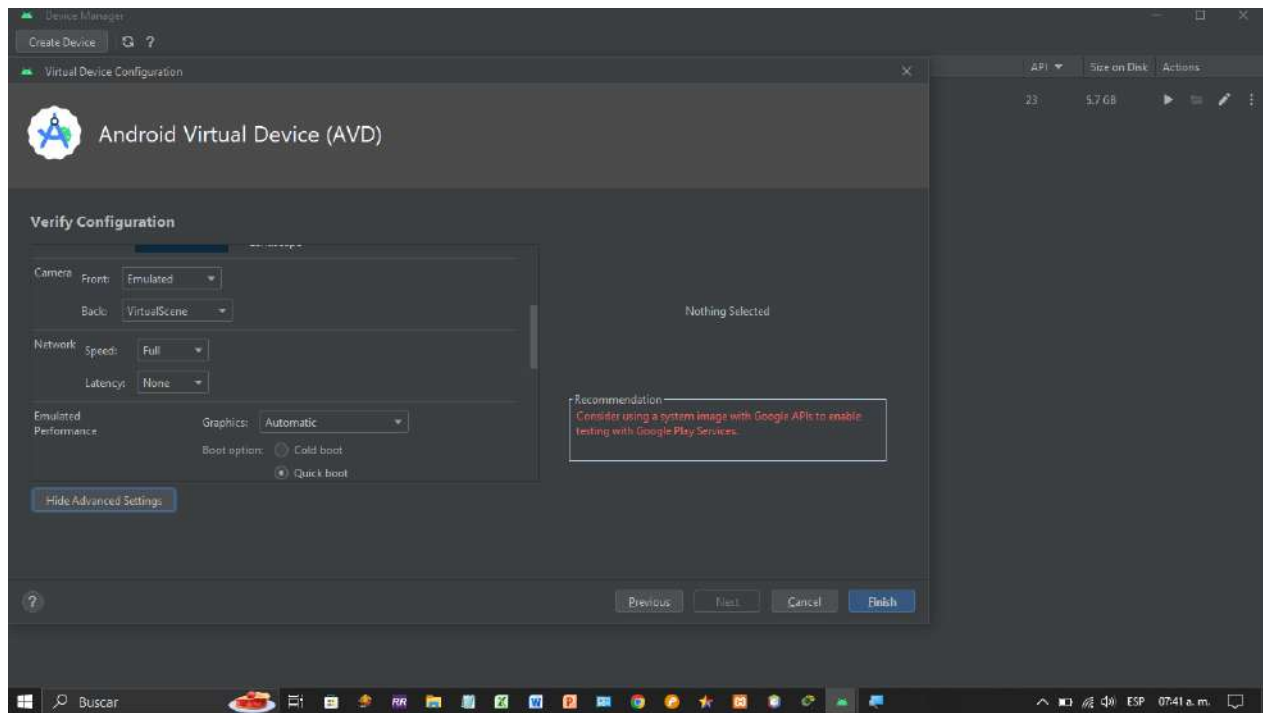 Device Manager
Create Device
?
API
Size on Disk
Actions
Virtual Device Configuration
23
5.7 GB
Android Virtual Device (AVD)
Verify Configuration
Camera
Front:
Emulated
Back:
VirtualScene
Nothing Selected
Network
Speed:
Full
Latency:
None
Recommendation
Consider using a system image with Google APIs to enable
testing with Google Play Services.
Emulated
Performance
Graphics:
Automatic
Boot option:
Cold boot
Quick boot
Hide Advanced Settings
?
Previous
Next
Cancel
Finish
Buscar
RR
ESP
07:41 a. m.